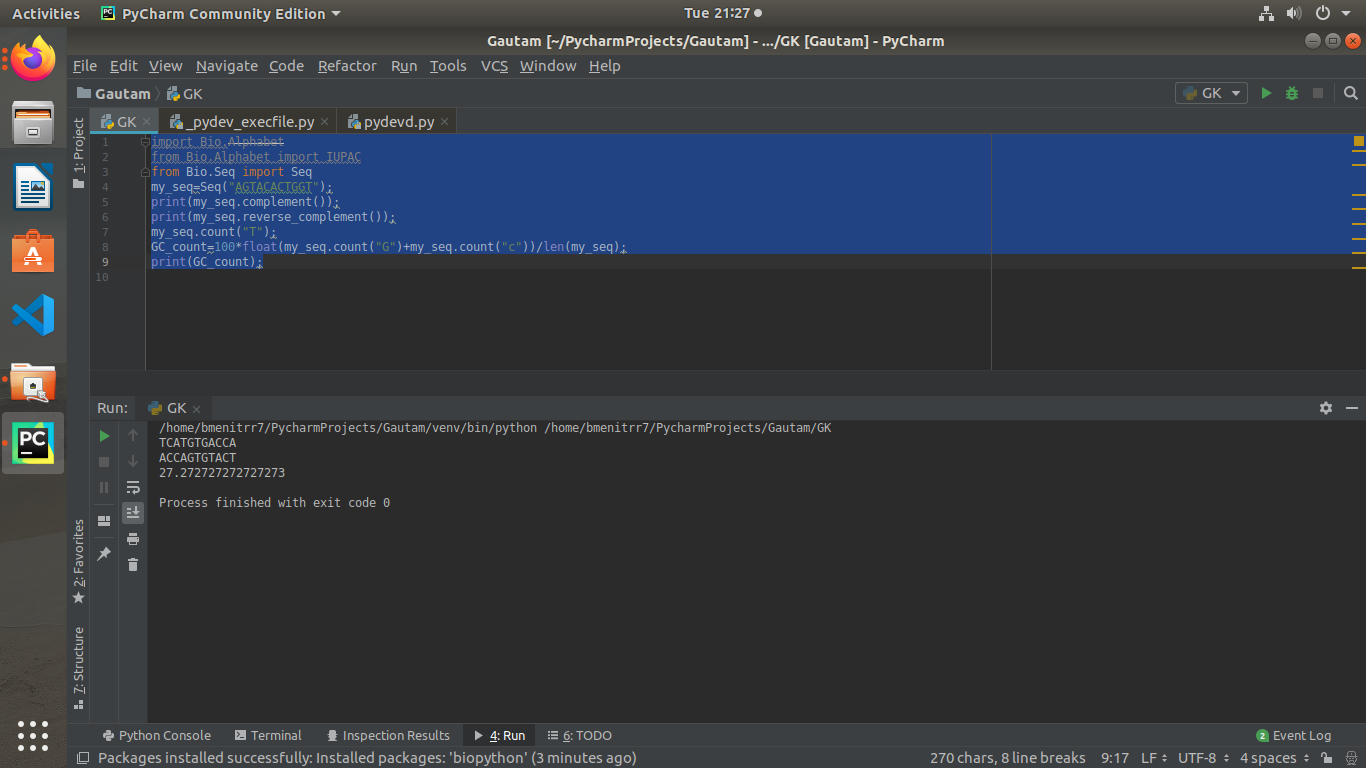 Activities PyCharm Community Edition Tue 21:27
Gautam [~/PycharmProjects/Gautam] - .../GK [Gautam] - PyCharm
File Edit View Navigate Code Refactor Run Tools VCS Window Help
Gautam GK GK
GK _pydev_execfile.py pydevd.py
1: Project
1 import Bio.Alphabet
2 from Bio.Alphabet import IUPAC
3 from Bio.Seq import Seq
4 my_seq=Seq("AGTACACTGGT");
5 print(my_seq.complement());
6 print(my_seq.reverse_complement());
7 my_seq.count("T");
8 GC_count=100*float(my_seq.count("G")+my_seq.count("c"))/len(my_seq);
9 print(GC_count);
10
Run: GK
/home/bmenitrr7/PycharmProjects/Gautam/venv/bin/python /home/bmenitrr7/PycharmProjects/Gautam/GK
TCATGTGACCA
ACCAGTGTACT
27.272727272727273
Process finished with exit code 0
2: Favorites
7: Structure
Python Console Terminal Inspection Results 4: Run 6: TODO 2 Event Log
Packages installed successfully: Installed packages: 'biopython' (3 minutes ago) 270 chars, 8 line breaks 9:17 LF UTF-8 4 spaces